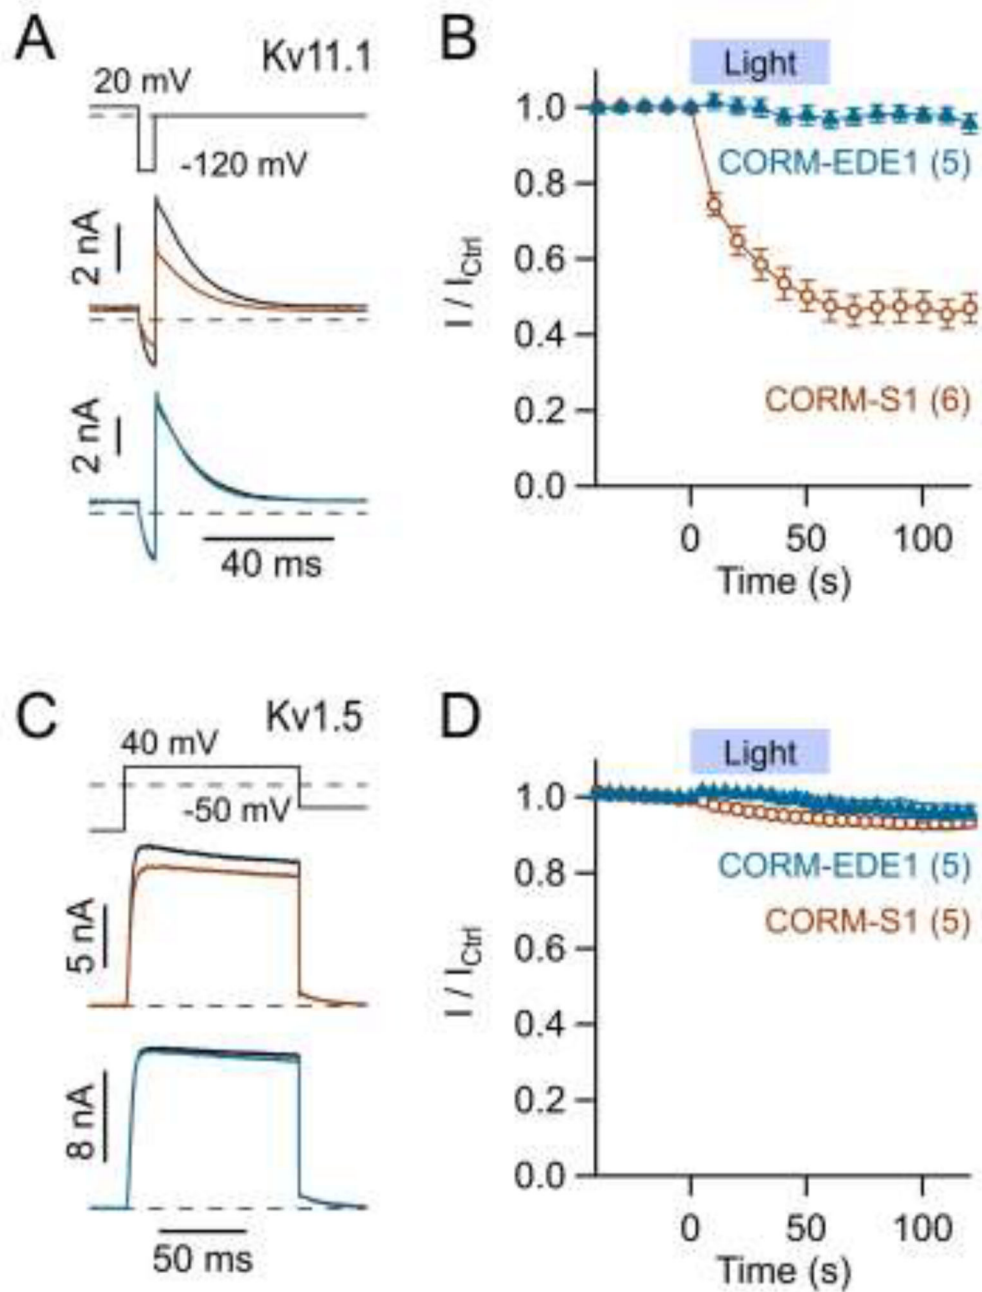 A
Kv11.1
20 mV
-120 mV
2 nA
2 nA
40 ms
B
Light
1.0
0.8
0.6
0.4
0.2
0.0
I / I_Ctrl
CORM-EDE1 (5)
CORM-S1 (6)
0 50 100
Time (s)
C
Kv1.5
40 mV
-50 mV
5 nA
8 nA
50 ms
D
Light
1.0
0.8
0.6
0.4
0.2
0.0
I / I_Ctrl
CORM-EDE1 (5)
CORM-S1 (5)
0 50 100
Time (s)